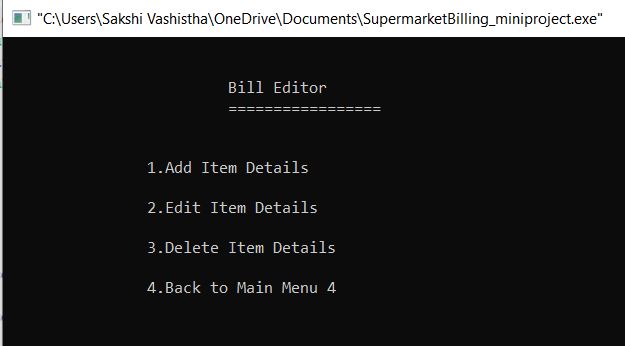 "C:\Users\Sakshi Vashistha\OneDrive\Documents\SupermarketBilling_miniproject.exe"
Bill Editor
=================
1.Add Item Details
2.Edit Item Details
3.Delete Item Details
4.Back to Main Menu 4